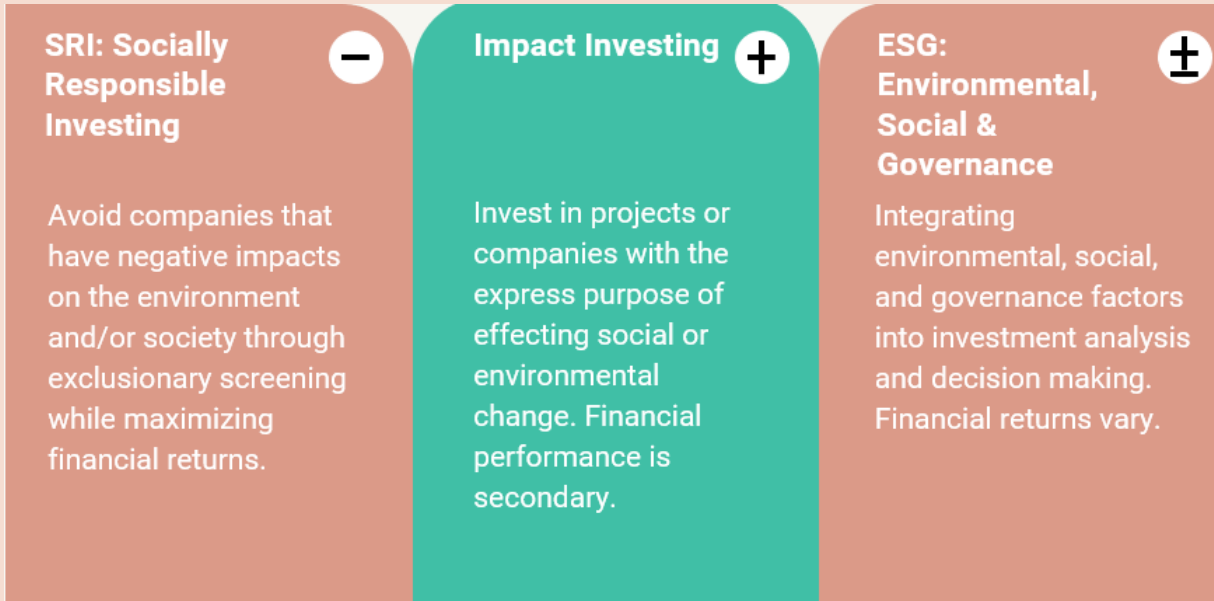 SRI: Socially
Responsible
Investing
−
Avoid companies that
have negative impacts
on the environment
and/or society through
exclusionary screening
while maximizing
financial returns.
Impact Investing
+
Invest in projects or
companies with the
express purpose of
effecting social or
environmental
change. Financial
performance is
secondary.
ESG:
Environmental,
Social &
Governance
±
Integrating
environmental, social,
and governance factors
into investment analysis
and decision making.
Financial returns vary.